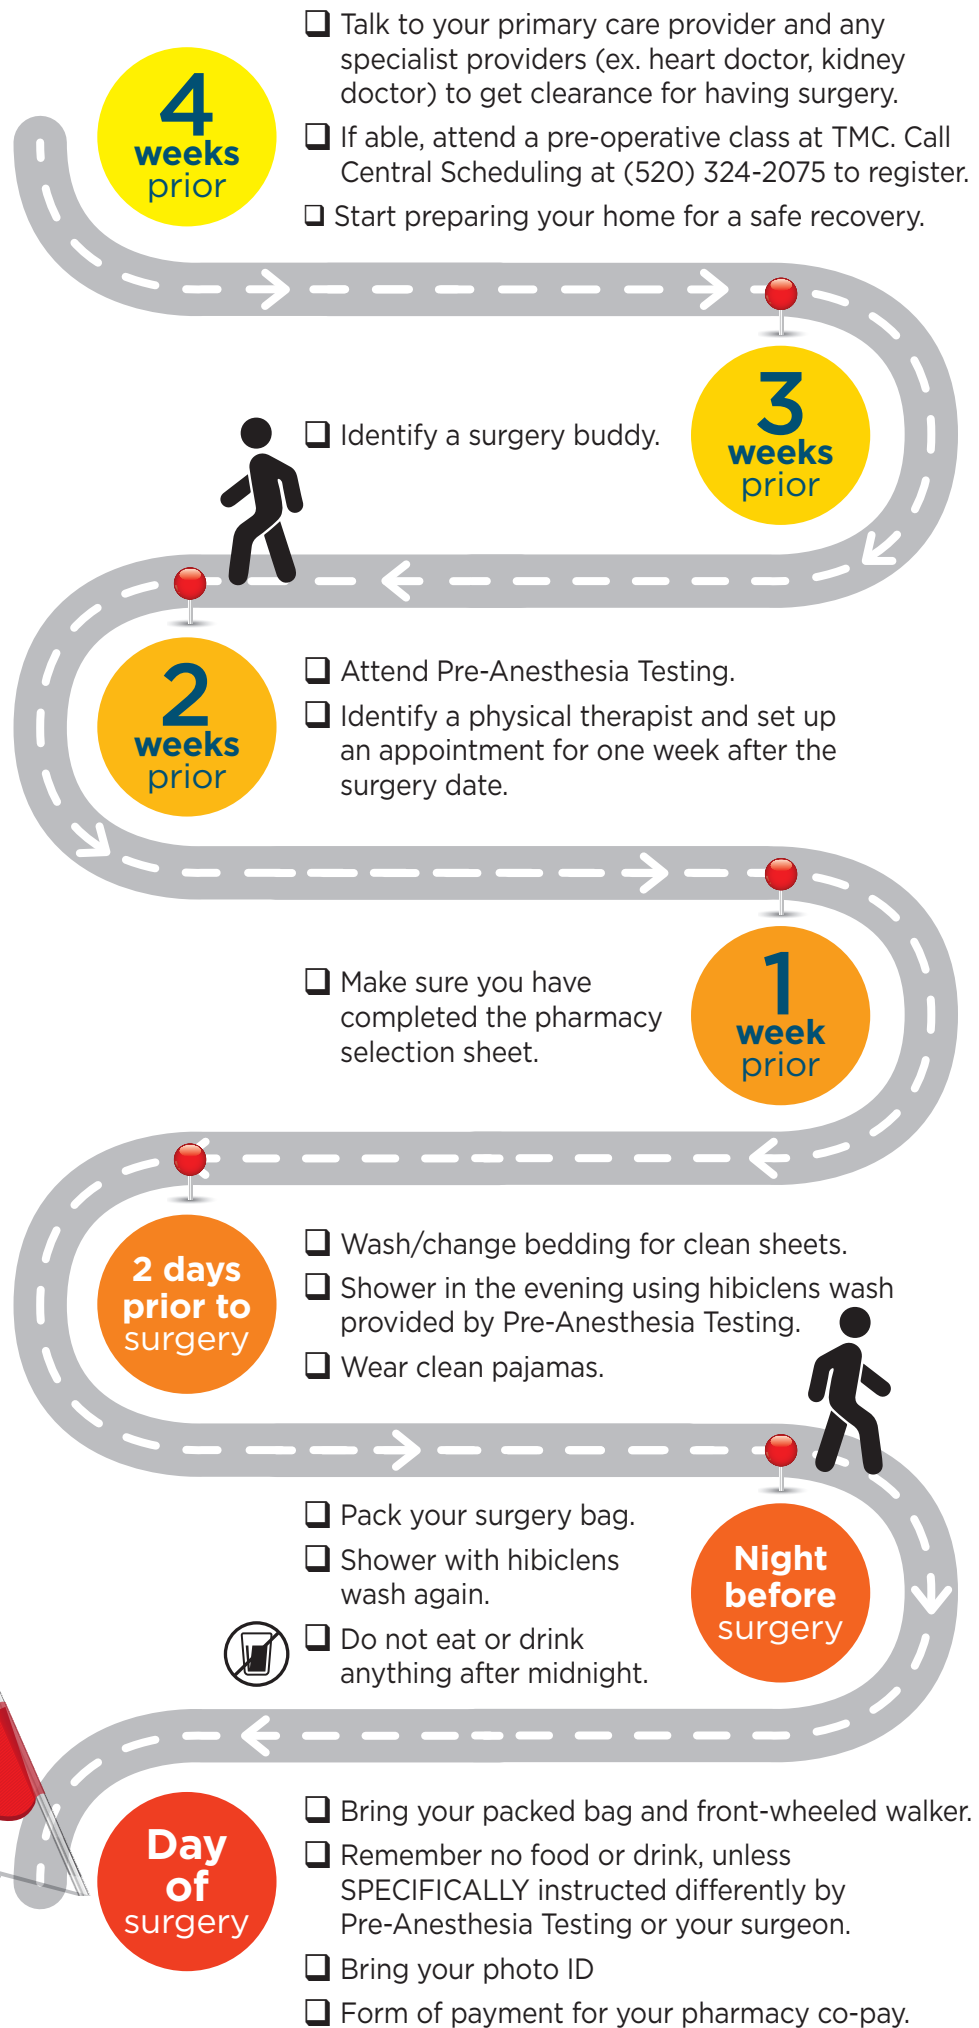 4
weeks
prior
❑ Talk to your primary care provider and any
specialist providers (ex. heart doctor, kidney
doctor) to get clearance for having surgery.
❑ If able, attend a pre-operative class at TMC. Call
Central Scheduling at (520) 324-2075 to register.
❑ Start preparing your home for a safe recovery.
3
weeks
prior
❑ Identify a surgery buddy.
2
weeks
prior
❑ Attend Pre-Anesthesia Testing.
❑ Identify a physical therapist and set up
an appointment for one week after the
surgery date.
1
week
prior
❑ Make sure you have
completed the pharmacy
selection sheet.
2 days
prior to
surgery
❑ Wash/change bedding for clean sheets.
❑ Shower in the evening using hibiclens wash
provided by Pre-Anesthesia Testing.
❑ Wear clean pajamas.
Night
before
surgery
❑ Pack your surgery bag.
❑ Shower with hibiclens
wash again.
❑ Do not eat or drink
anything after midnight.
Day
of
surgery
❑ Bring your packed bag and front-wheeled walker.
❑ Remember no food or drink, unless
SPECIFICALLY instructed differently by
Pre-Anesthesia Testing or your surgeon.
❑ Bring your photo ID
❑ Form of payment for your pharmacy co-pay.